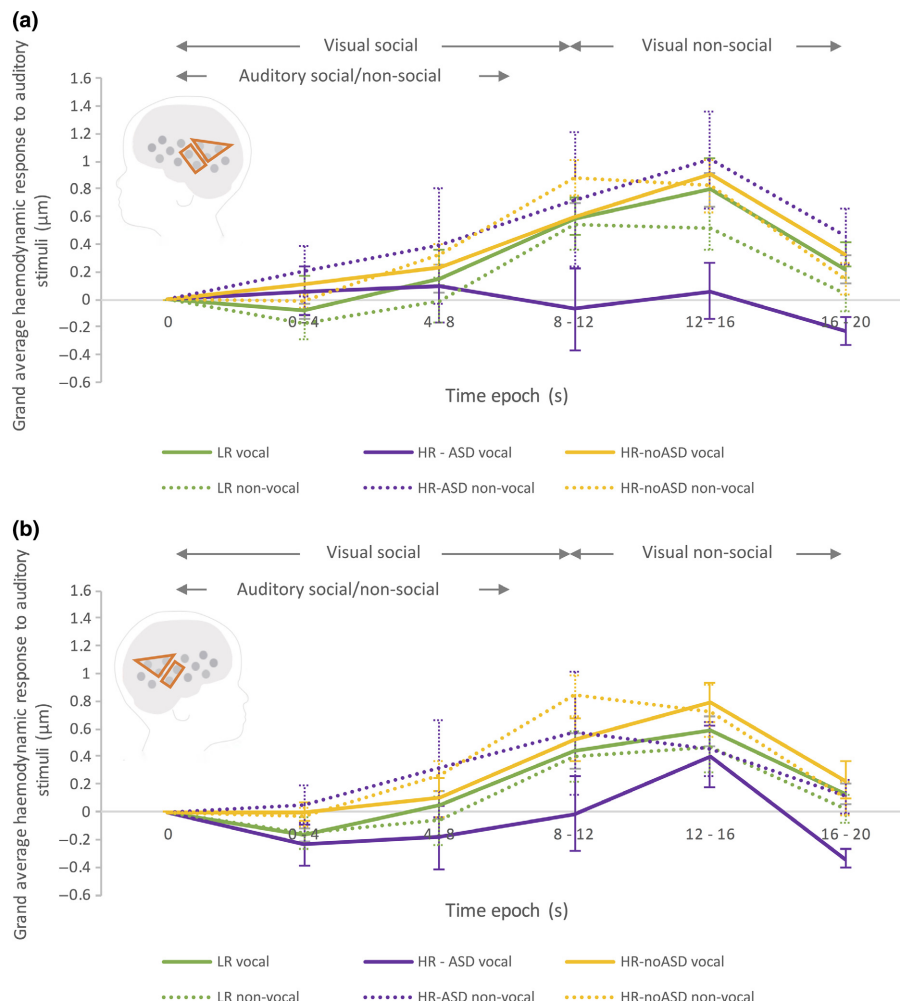 (a)
Visual social
Visual non-social
Auditory social/non-social
Grand average haemodynamic response to auditory
stimuli (μm)
1.6
1.4
1.2
1
0.8
0.6
0.4
0.2
0
–0.2
–0.4
–0.6
0
0 - 4
4 - 8
8 -12
12 -16
16 - 20
Time epoch (s)
LR vocal
HR - ASD vocal
HR-noASD vocal
LR non-vocal
HR-ASD non-vocal
HR-noASD non-vocal
(b)
Visual social
Visual non-social
Auditory social/non-social
Grand average haemodynamic response to auditory
stimuli (μm)
1.6
1.4
1.2
1
0.8
0.6
0.4
0.2
0
–0.2
–0.4
–0.6
0
0 - 4
4 - 8
8 -12
12 - 16
16 - 20
Time epoch (s)
LR vocal
HR - ASD vocal
HR-noASD vocal
LR non-vocal
HR-ASD non-vocal
HR-noASD non-vocal